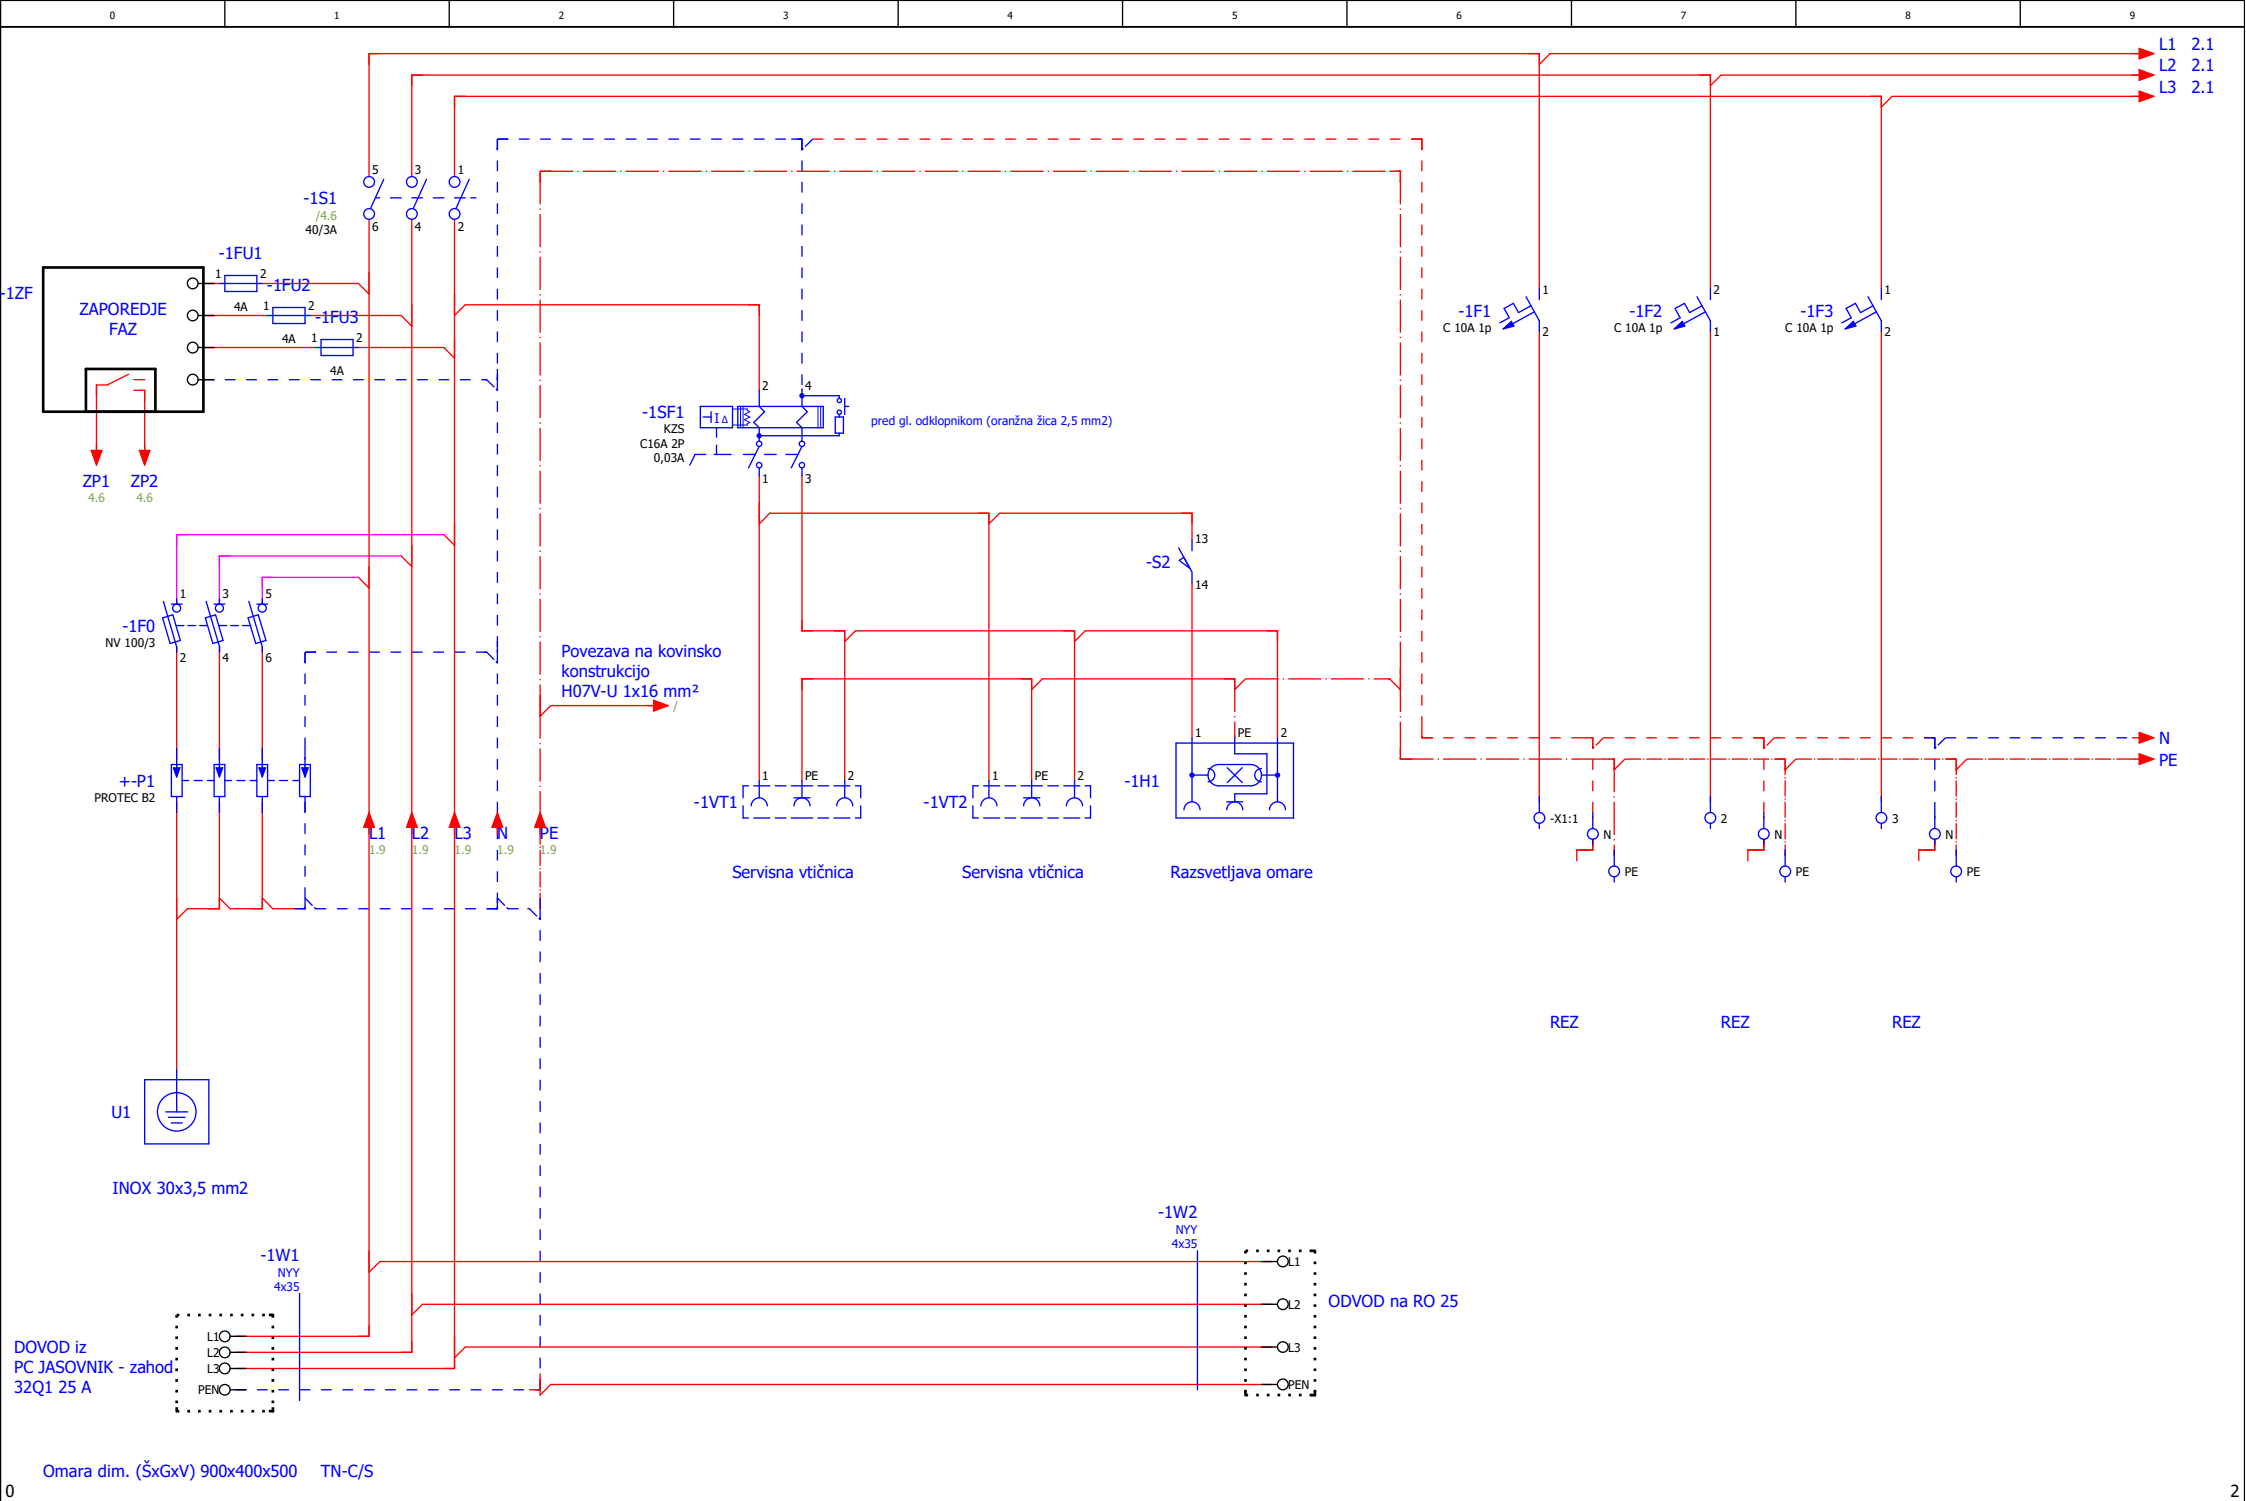 0 1 2 3 4 5 6 7 8 9
L1 2.1
L2 2.1
L3 2.1
-1S1
/4.6
40/3A
5 3 1
6 4 2
-1FU1
1 2
4A
-1FU2
1 2
4A
-1FU3
1 2
4A
-1ZF
ZAPOREDJE
FAZ
ZP1 ZP2
4.6 4.6
-1SF1
KZS
C16A 2P
0,03A
2 4
1 3
pred gl. odklopnikom (oranžna žica 2,5 mm2)
-1F1
C 10A 1p
1
2
-1F2
C 10A 1p
2
1
-1F3
C 10A 1p
1
2
-S2
13
14
-1F0
NV 100/3
1 3 5
2 4 6
Povezava na kovinsko
konstrukcijo
H07V-U 1x16 mm²
/
+-P1
PROTEC B2
L1 L2 L3 N PE
1.9 1.9 1.9 1.9 1.9
-1VT1
1 PE 2
Servisna vtičnica
-1VT2
1 PE 2
Servisna vtičnica
-1H1
1 PE 2
Razsvetljava omare
N
PE
-X1:1
N
PE
2
N
PE
3
N
PE
REZ REZ REZ
U1
INOX 30x3,5 mm2
-1W1
NYY
4x35
-1W2
NYY
4x35
L1
L2
L3
PEN
ODVOD na RO 25
DOVOD iz
PC JASOVNIK - zahod
32Q1 25 A
L1
L2
L3
PEN
Omara dim. (ŠxGxV) 900x400x500 TN-C/S
0 2